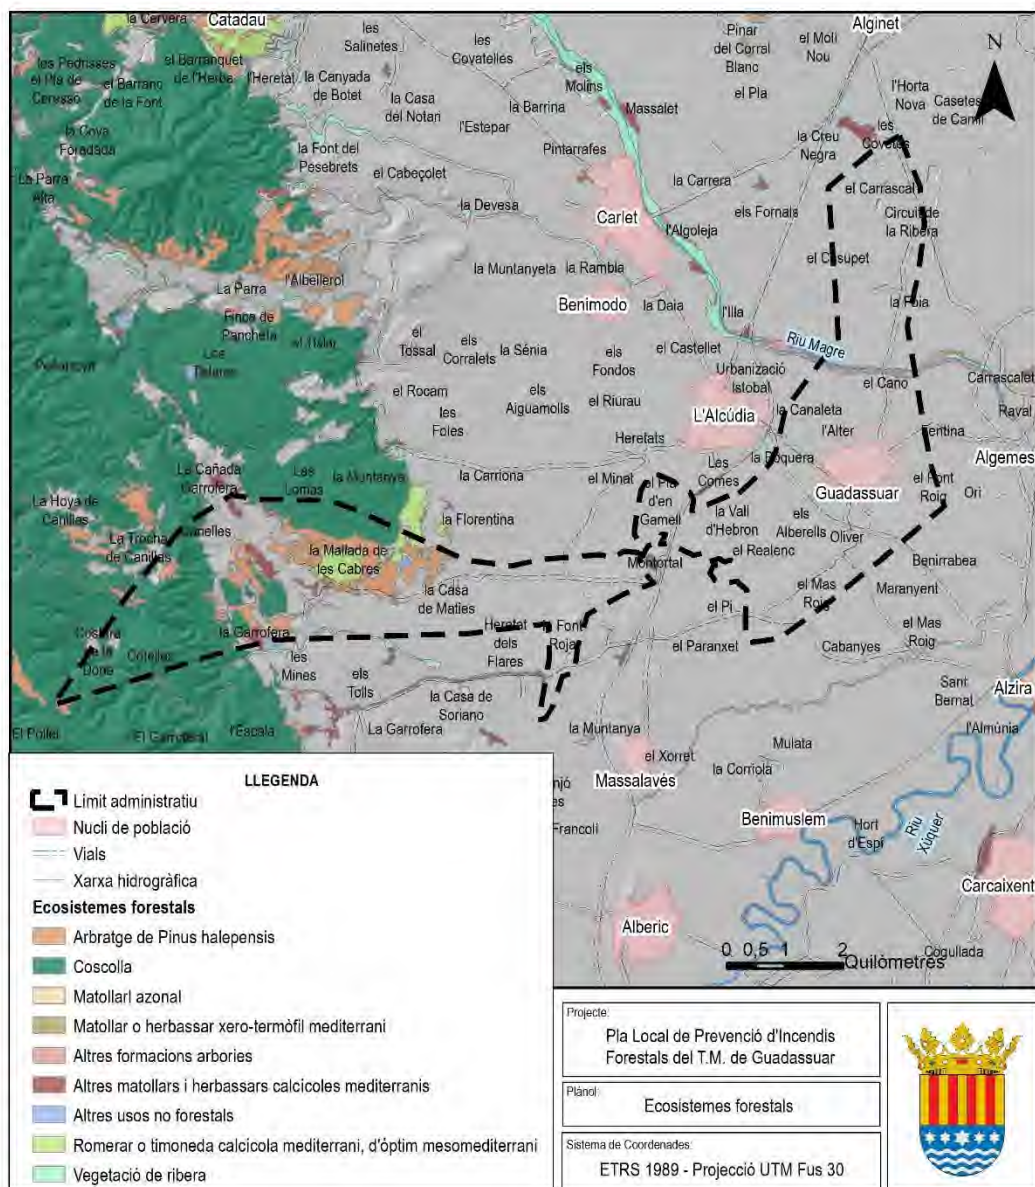 la Cervera
Catadau
les Salinetes
les Covatelles
Pinar del Corral Blanc
el Moli Nou
Alginet
N
les Pedrisses
el Pla de
el Barranc de la Font
el Barranquet de l'Herba
l'Heretat
la Canyada de Botet
la Casa del Notari
la Barrina
els Molins
Massalet
el Pla
l'Horta Nova
Casetes de Camil
la Cova Foradada
l'Estepar
la Creu Negra
les Covetes
la Font del Pesebrets
Pintarrafes
La Parra Alta
el Cabeçolet
la Carrera
el Carrascal
la Devesa
Carlet
els Fornals
Circuit de la Ribera
l'Algoleja
el Casupet
l'Albellerol
la Muntanyeta
la Rambla
La Parra
Benimodo
la Daia
l'Illa
la Foia
Finca de Pancheta
el Tossal
els Corralets
la Sénia
els Fondos
el Castellet
Riu Magre
Urbanizació Istobal
el Cano
Carrascalet
el Rocam
els Aiguamolls
el Riurau
L'Alcúdia
la Canaleta
Raval
les Foles
l'Alter
Heretats
Algemes
La Cañada Garrofera
Las Lomas
la Muntanya
la Carriona
el Minat
Les Comes
la Boquera
Guadassuar
el Pont Roig
Ori
La Hoya de Canillas
el Pla d'en Gamell
la Vall d'Hebron
els Alberells
Oliver
La Trocha de Canillas
Canelles
la Florentina
la Mallada de les Cabres
Montortal
el Realenc
Benirrabea
la Casa de Maties
el Mas Roig
Maranyent
el Pi
la Garrofera
Heretat dels Flares
la Font Roja
el Paranxet
Cabanyes
el Mas Roig
les Mines
els Tolls
la Casa de Soriano
Sant Bernat
Alzira
El Garroferal
l'Escala
La Garrofera
la Muntanya
l'Almúnia
Massalavés
el Xorret
Mulata
la Corriola
Benimuslem
Hort d'Espí
Riu Xúquer
Francolí
Carcaixent
Alberic
Cogullada
0 0,5 1 2
Quilòmetres
LLEGENDA
Límit administratiu
Nucli de població
Vials
Xarxa hidrogràfica
Ecosistemes forestals
Arbratge de Pinus halepensis
Coscolla
Matollarl azonal
Matollar o herbassar xero-termòfil mediterrani
Altres formacions arbories
Altres matollars i herbassars calcicoles mediterranis
Altres usos no forestals
Romerar o timoneda calcicola mediterrani, d'óptim mesomediterrani
Vegetació de ribera
Projecte:
Pla Local de Prevenció d'Incendis
Forestals del T.M. de Guadassuar
Plànol:
Ecosistemes forestals
Sistema de Coordenades:
ETRS 1989 - Projecció UTM Fus 30